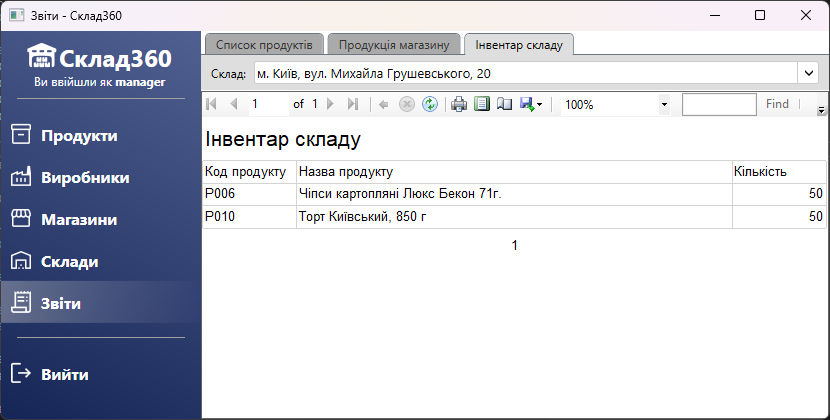 Звіти - Склад360
Склад360
Ви ввійшли як manager
Продукти
Виробники
Магазини
Склади
Звіти
Вийти
Список продуктів Продукція магазину Інвентар складу
Склад: м. Київ, вул. Михайла Грушевського, 20
1 of 1 100% Find
Інвентар складу
Код продукту Назва продукту Кількість
P006 Чіпси картопляні Люкс Бекон 71г. 50
P010 Торт Київський, 850 г 50
1